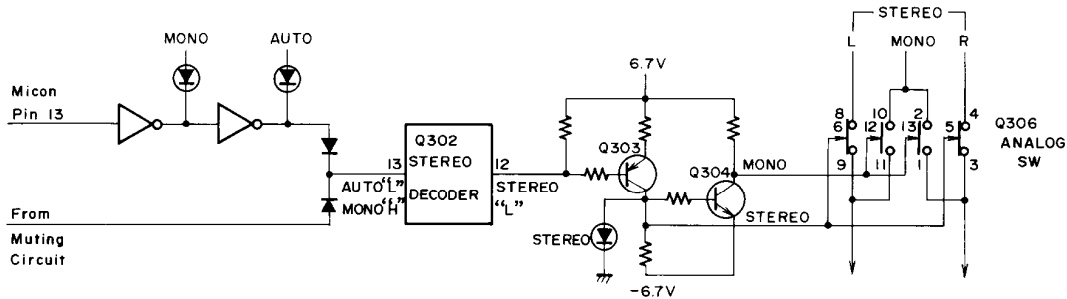 STEREO
MONO
AUTO
L
MONO
R
6.7V
Micon
Pin 13
8
10
2
4
6
12
13
5
Q306
ANALOG
SW
Q302
STEREO
DECODER
13
12
Q303
Q304
MONO
9
11
1
3
AUTO "L"
MONO "H"
STEREO
"L"
STEREO
From
Muting
Circuit
STEREO
-6.7V